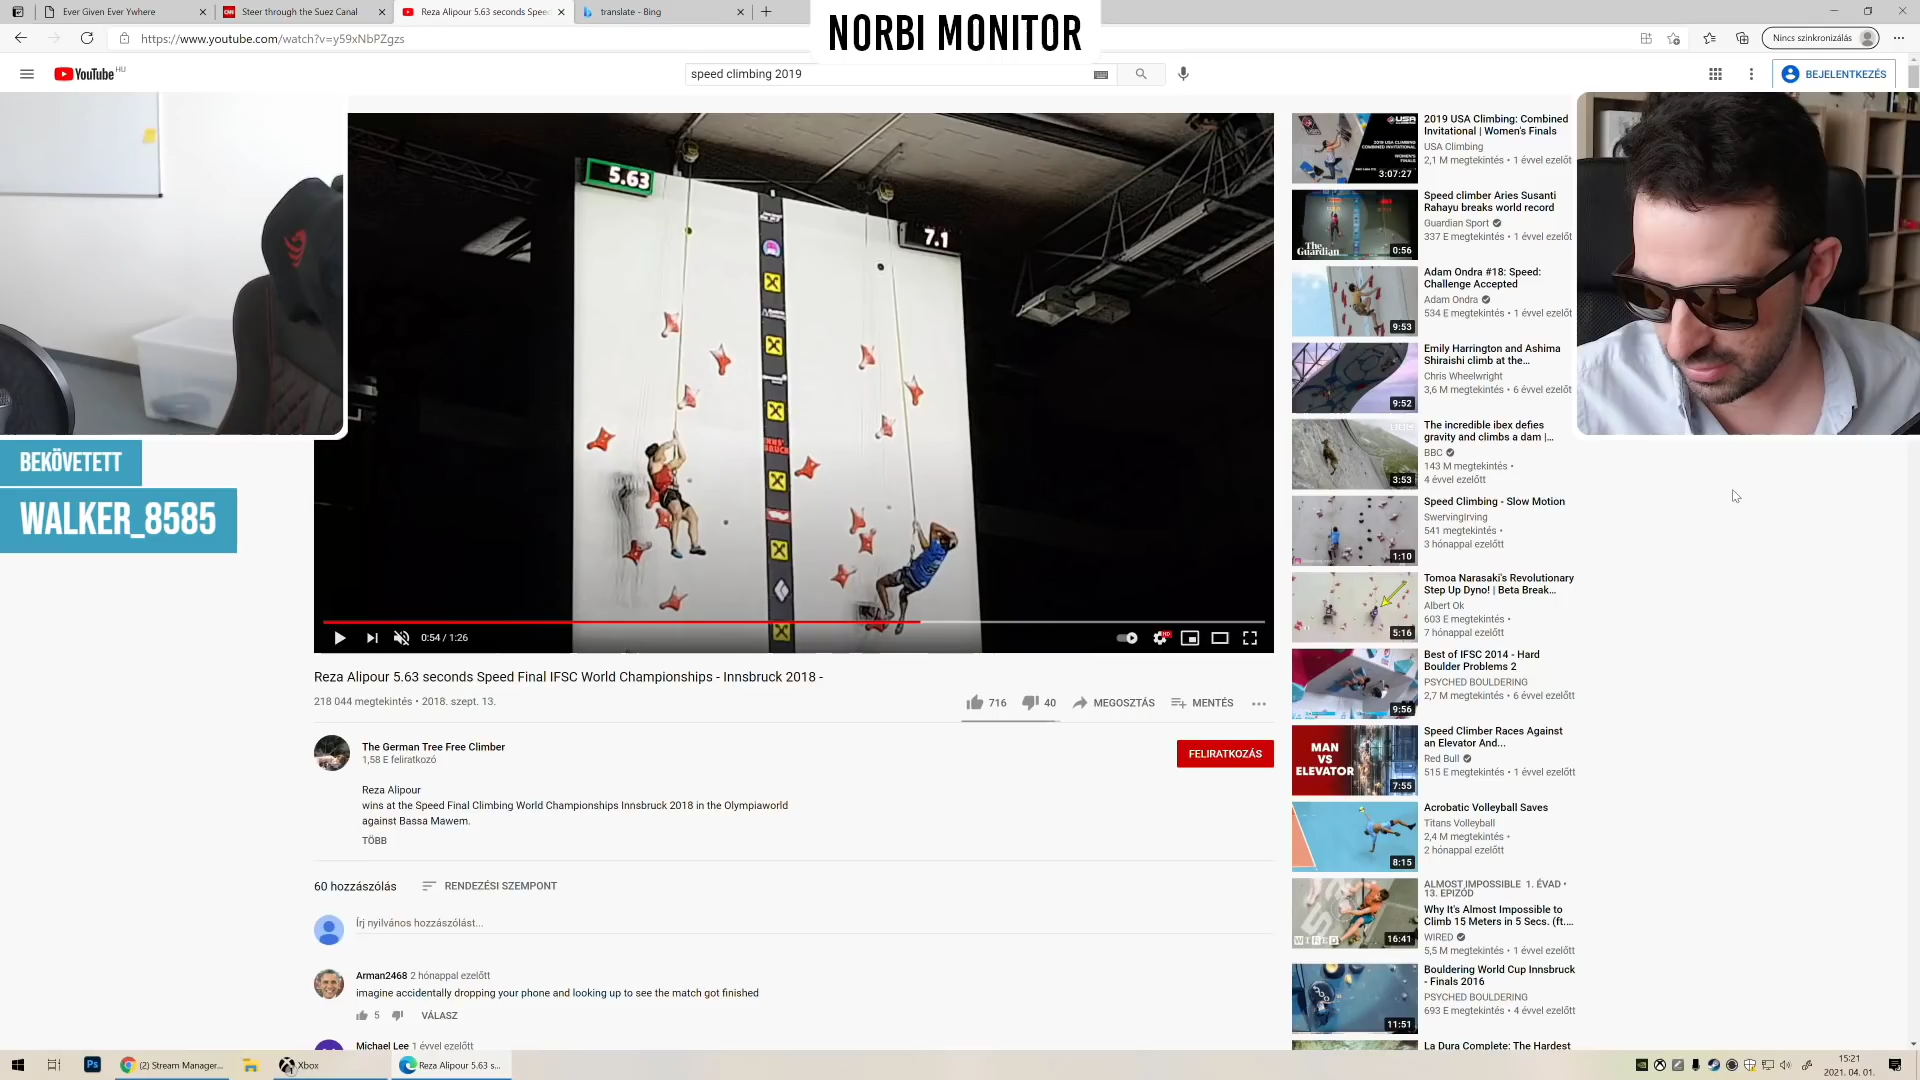 Ever Given Ever Ywhere
Steer through the Suez Canal
Reza Alipour 5.63 seconds Speed
translate - Bing
NORBI MONITOR
https://www.youtube.com/watch?v=y59xNbPZgzs
Nincs szinkronizálás
YouTube HU
speed climbing 2019
BEJELENTKEZÉS
5.63
7.1
BEKÖVETETT
WALKER_8585
0:54 / 1:26
Reza Alipour 5.63 seconds Speed Final IFSC World Championships - Innsbruck 2018 -
218 044 megtekintés • 2018. szept. 13.
716
40
MEGOSZTÁS
MENTÉS
The German Tree Free Climber
1,58 E feliratkozó
FELIRATKOZÁS
Reza Alipour
wins at the Speed Final Climbing World Championships Innsbruck 2018 in the Olympiaworld
against Bassa Mawem.
TÖBB
60 hozzászólás
RENDEZÉSI SZEMPONT
Írj nyilvános hozzászólást...
Arman2468 2 hónappal ezelőtt
imagine accidentally dropping your phone and looking up to see the match got finished
5
VÁLASZ
Michael Lee 1 évvel ezelőtt
3:07:27
2019 USA Climbing: Combined
Invitational | Women's Finals
USA Climbing
2,1 M megtekintés • 1 évvel ezelőt
The
Guardian
0:56
Speed climber Aries Susanti
Rahayu breaks world record
Guardian Sport
337 E megtekintés • 1 évvel ezelőt
9:53
Adam Ondra #18: Speed:
Challenge Accepted
Adam Ondra
534 E megtekintés • 1 évvel ezelőt
9:52
Emily Harrington and Ashima
Shiraishi climb at the...
Chris Wheelwright
3,6 M megtekintés • 6 évvel ezelőt
3:53
The incredible ibex defies
gravity and climbs a dam |...
BBC
143 M megtekintés •
4 évvel ezelőtt
1:10
Speed Climbing - Slow Motion
SwervingIrving
541 megtekintés •
3 hónappal ezelőtt
5:16
Tomoa Narasaki's Revolutionary
Step Up Dyno! | Beta Break...
Albert Ok
603 E megtekintés •
7 hónappal ezelőtt
9:56
Best of IFSC 2014 - Hard
Boulder Problems 2
PSYCHED BOULDERING
2,7 M megtekintés • 6 évvel ezelőtt
MAN
VS
ELEVATOR
7:55
Speed Climber Races Against
an Elevator And...
Red Bull
515 E megtekintés • 1 évvel ezelőtt
8:15
Acrobatic Volleyball Saves
Titans Volleyball
2,4 M megtekintés •
2 hónappal ezelőtt
WIRED
16:41
ALMOST IMPOSSIBLE 1. ÉVAD •
13. EPIZÓD
Why It's Almost Impossible to
Climb 15 Meters in 5 Secs. (ft....
WIRED
5,5 M megtekintés • 1 évvel ezelőtt
11:51
Bouldering World Cup Innsbruck
- Finals 2016
PSYCHED BOULDERING
693 E megtekintés • 4 évvel ezelőtt
La Dura Complete: The Hardest
Ps
(2) Stream Manager...
Xbox
Reza Alipour 5.63 s...
15:21
2021. 04. 01.